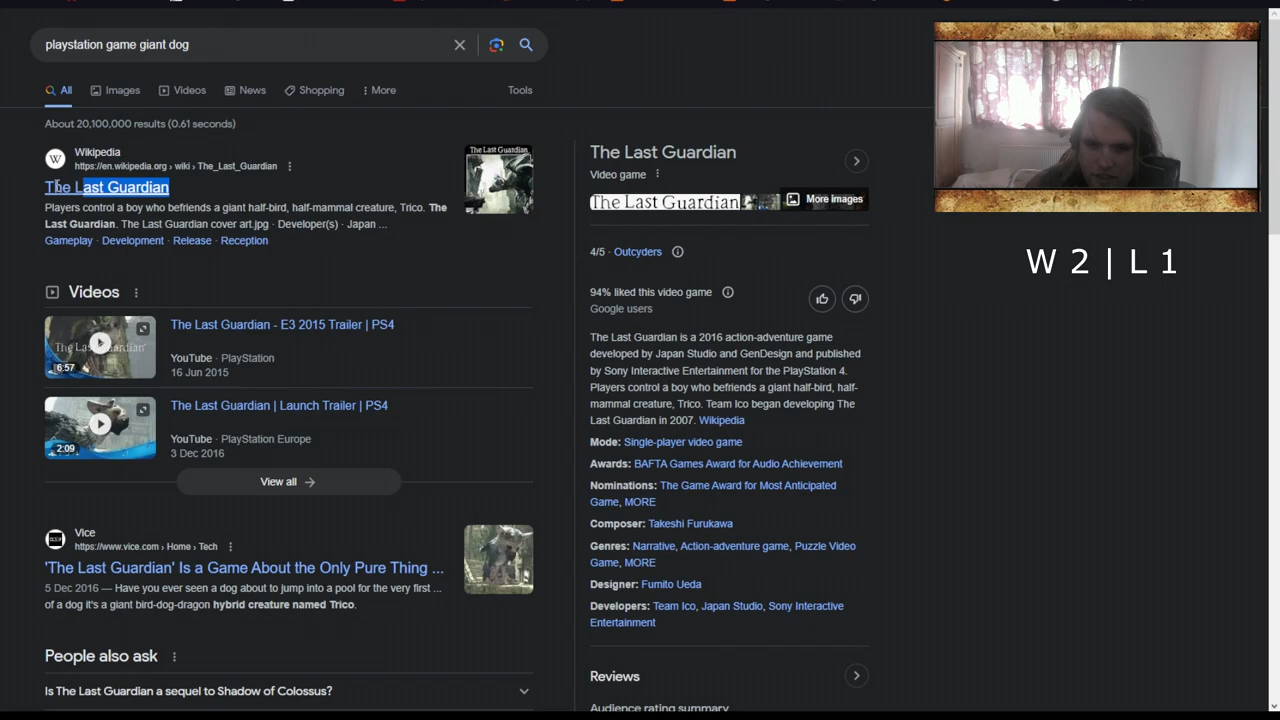 playstation game giant dog
All
Images
Videos
News
Shopping
More
Tools
About 20,100,000 results (0.61 seconds)
W
Wikipedia
https://en.wikipedia.org › wiki › The_Last_Guardian
The Last Guardian
Players control a boy who befriends a giant half-bird, half-mammal creature, Trico. The
Last Guardian. The Last Guardian cover art.jpg · Developer(s) · Japan ...
Gameplay · Development · Release · Reception
The Last Guardian
Videos
The Last Guardian
6:57
The Last Guardian - E3 2015 Trailer | PS4
YouTube · PlayStation
16 Jun 2015
2:09
The Last Guardian | Launch Trailer | PS4
YouTube · PlayStation Europe
3 Dec 2016
View all
Vice
https://www.vice.com › Home › Tech
'The Last Guardian' Is a Game About the Only Pure Thing ...
5 Dec 2016 — Have you ever seen a dog about to jump into a pool for the very first ...
of a dog it's a giant bird-dog-dragon hybrid creature named Trico.
People also ask
Is The Last Guardian a sequel to Shadow of Colossus?
The Last Guardian
Video game
The Last Guardian
More images
4/5 · Outcyders
94% liked this video game
Google users
The Last Guardian is a 2016 action-adventure game
developed by Japan Studio and GenDesign and published
by Sony Interactive Entertainment for the PlayStation 4.
Players control a boy who befriends a giant half-bird, half-
mammal creature, Trico. Team Ico began developing The
Last Guardian in 2007. Wikipedia
Mode: Single-player video game
Awards: BAFTA Games Award for Audio Achievement
Nominations: The Game Award for Most Anticipated
Game, MORE
Composer: Takeshi Furukawa
Genres: Narrative, Action-adventure game, Puzzle Video
Game, MORE
Designer: Fumito Ueda
Developers: Team Ico, Japan Studio, Sony Interactive
Entertainment
Reviews
Audience rating summary
W 2 | L 1